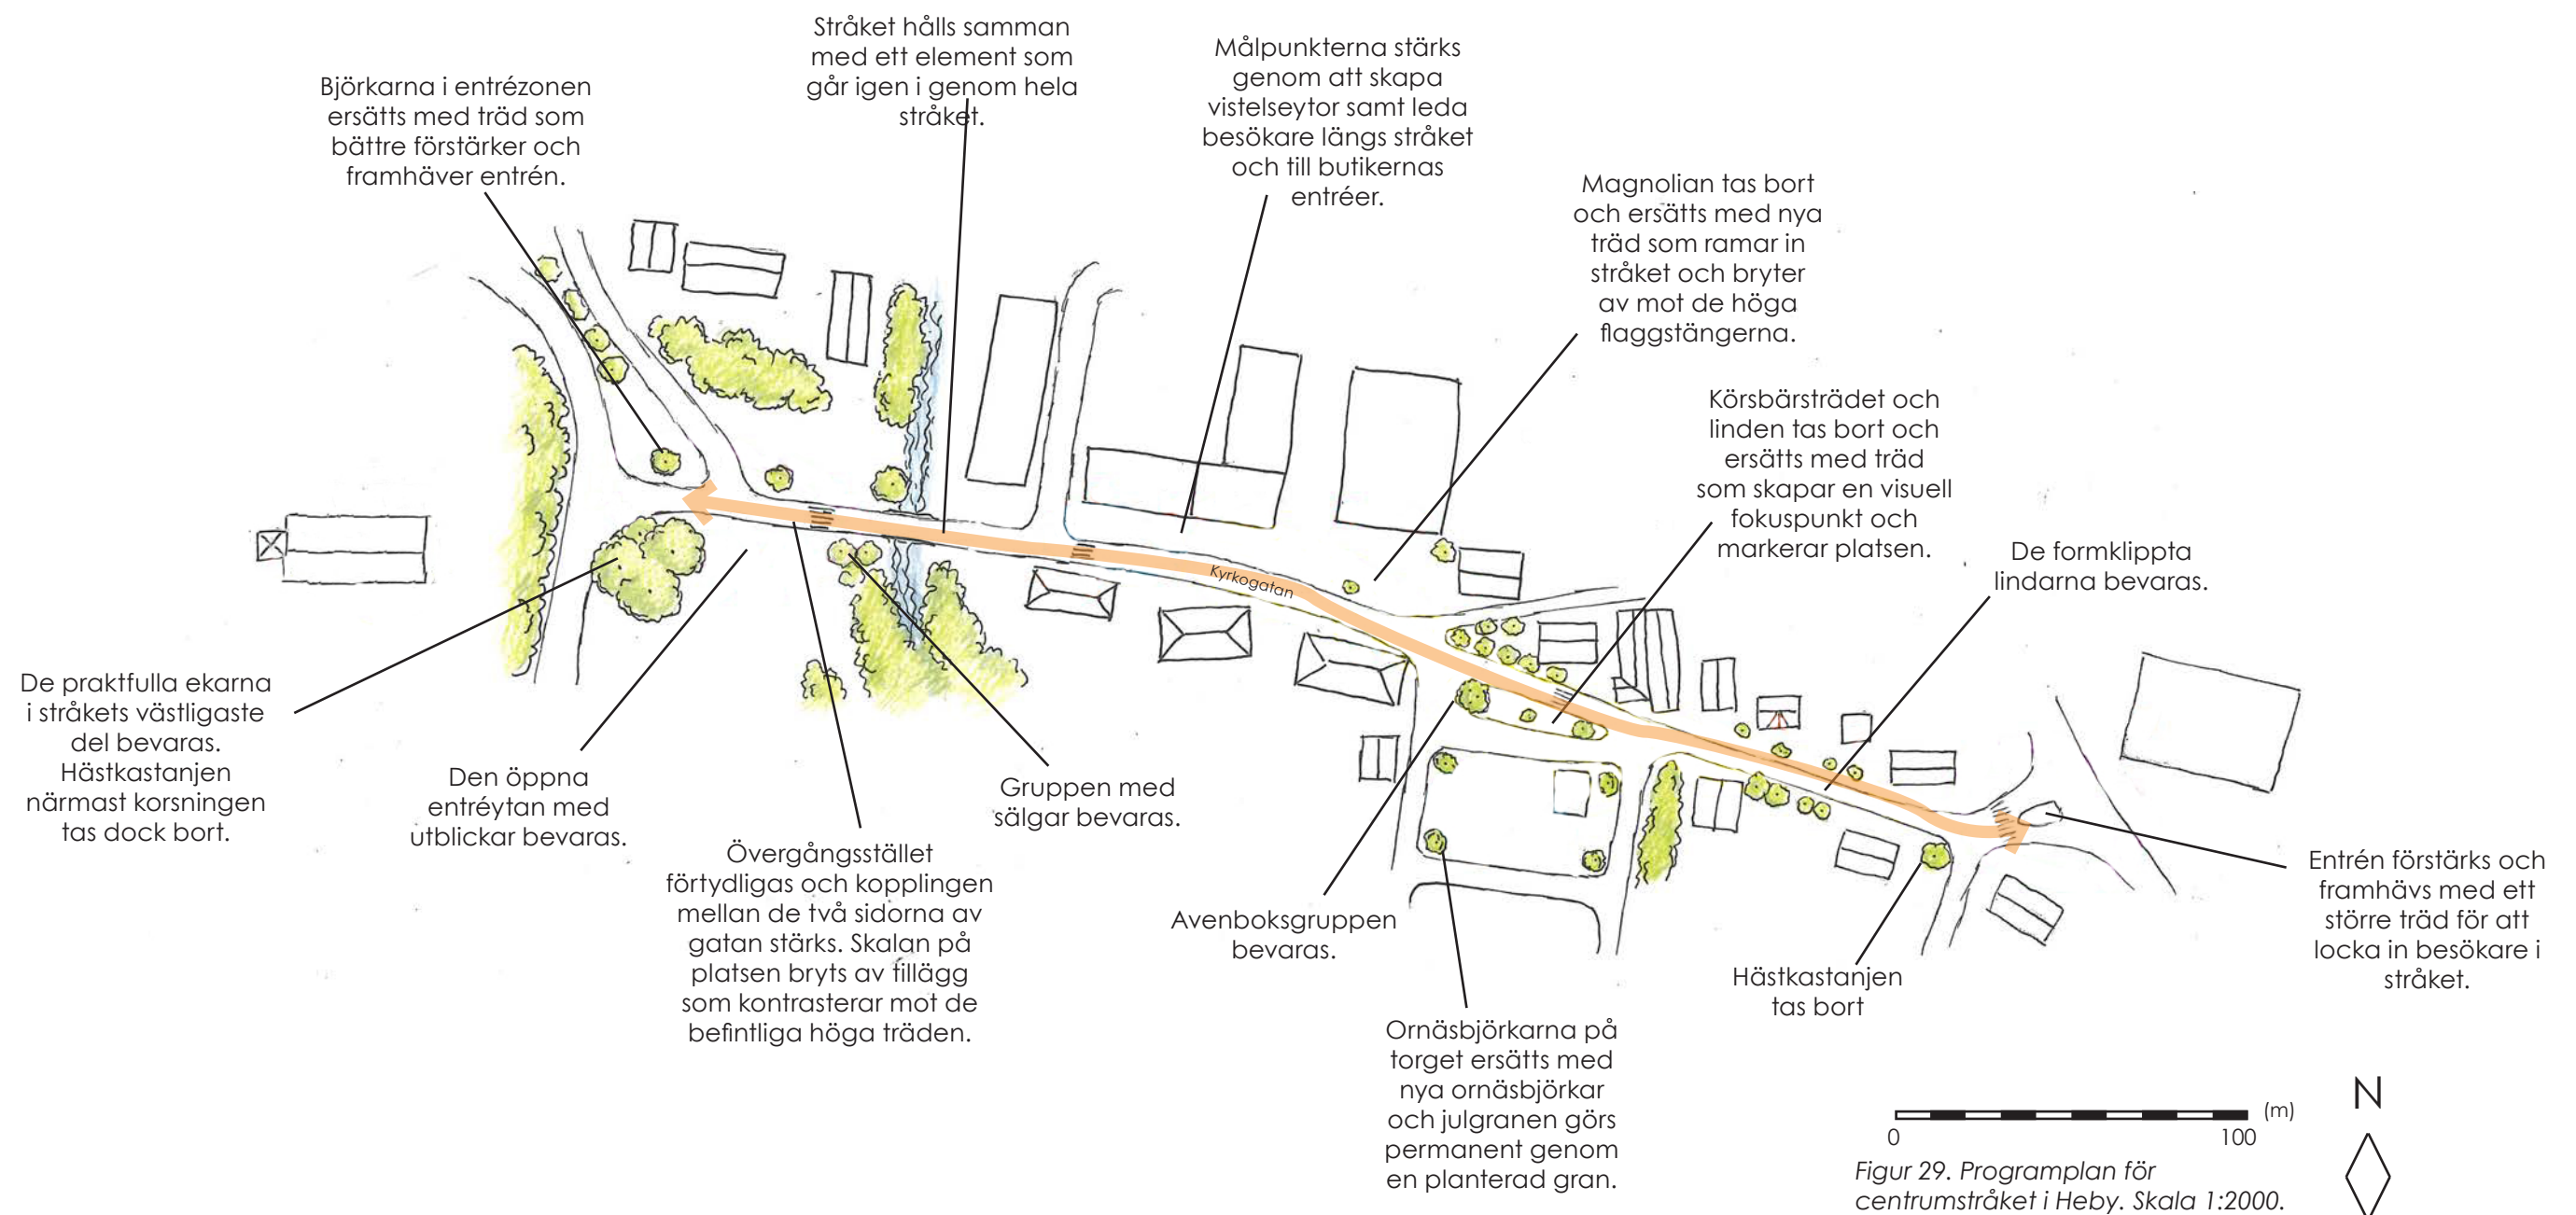 Stråket hålls samman
med ett element som
går igen i genom hela
stråket.
Björkarna i entrézonen
ersätts med träd som
bättre förstärker och
framhäver entrén.
Målpunkterna stärks
genom att skapa
vistelseytor samt leda
besökare längs stråket
och till butikernas
entréer.
Magnolian tas bort
och ersätts med nya
träd som ramar in
stråket och bryter
av mot de höga
flaggstängerna.
Körsbärsträdet och
linden tas bort och
ersätts med träd
som skapar en visuell
fokuspunkt och
markerar platsen.
De formklippta
lindarna bevaras.
Kyrkogatan
De praktfulla ekarna
i stråkets västligaste
del bevaras.
Hästkastanjen
närmast korsningen
tas dock bort.
Den öppna
entréytan med
utblickar bevaras.
Övergångsstället
förtydligas och kopplingen
mellan de två sidorna av
gatan stärks. Skalan på
platsen bryts av tillägg
som kontrasterar mot de
befintliga höga träden.
Gruppen med
sälgar bevaras.
Avenboksgruppen
bevaras.
Ornäsbjörkarna på
torget ersätts med
nya ornäsbjörkar
och julgranen görs
permanent genom
en planterad gran.
Hästkastanjen
tas bort
Entrén förstärks och
framhävs med ett
större träd för att
locka in besökare i
stråket.
N
(m)
0 100
Figur 29. Programplan för
centrumstråket i Heby. Skala 1:2000.